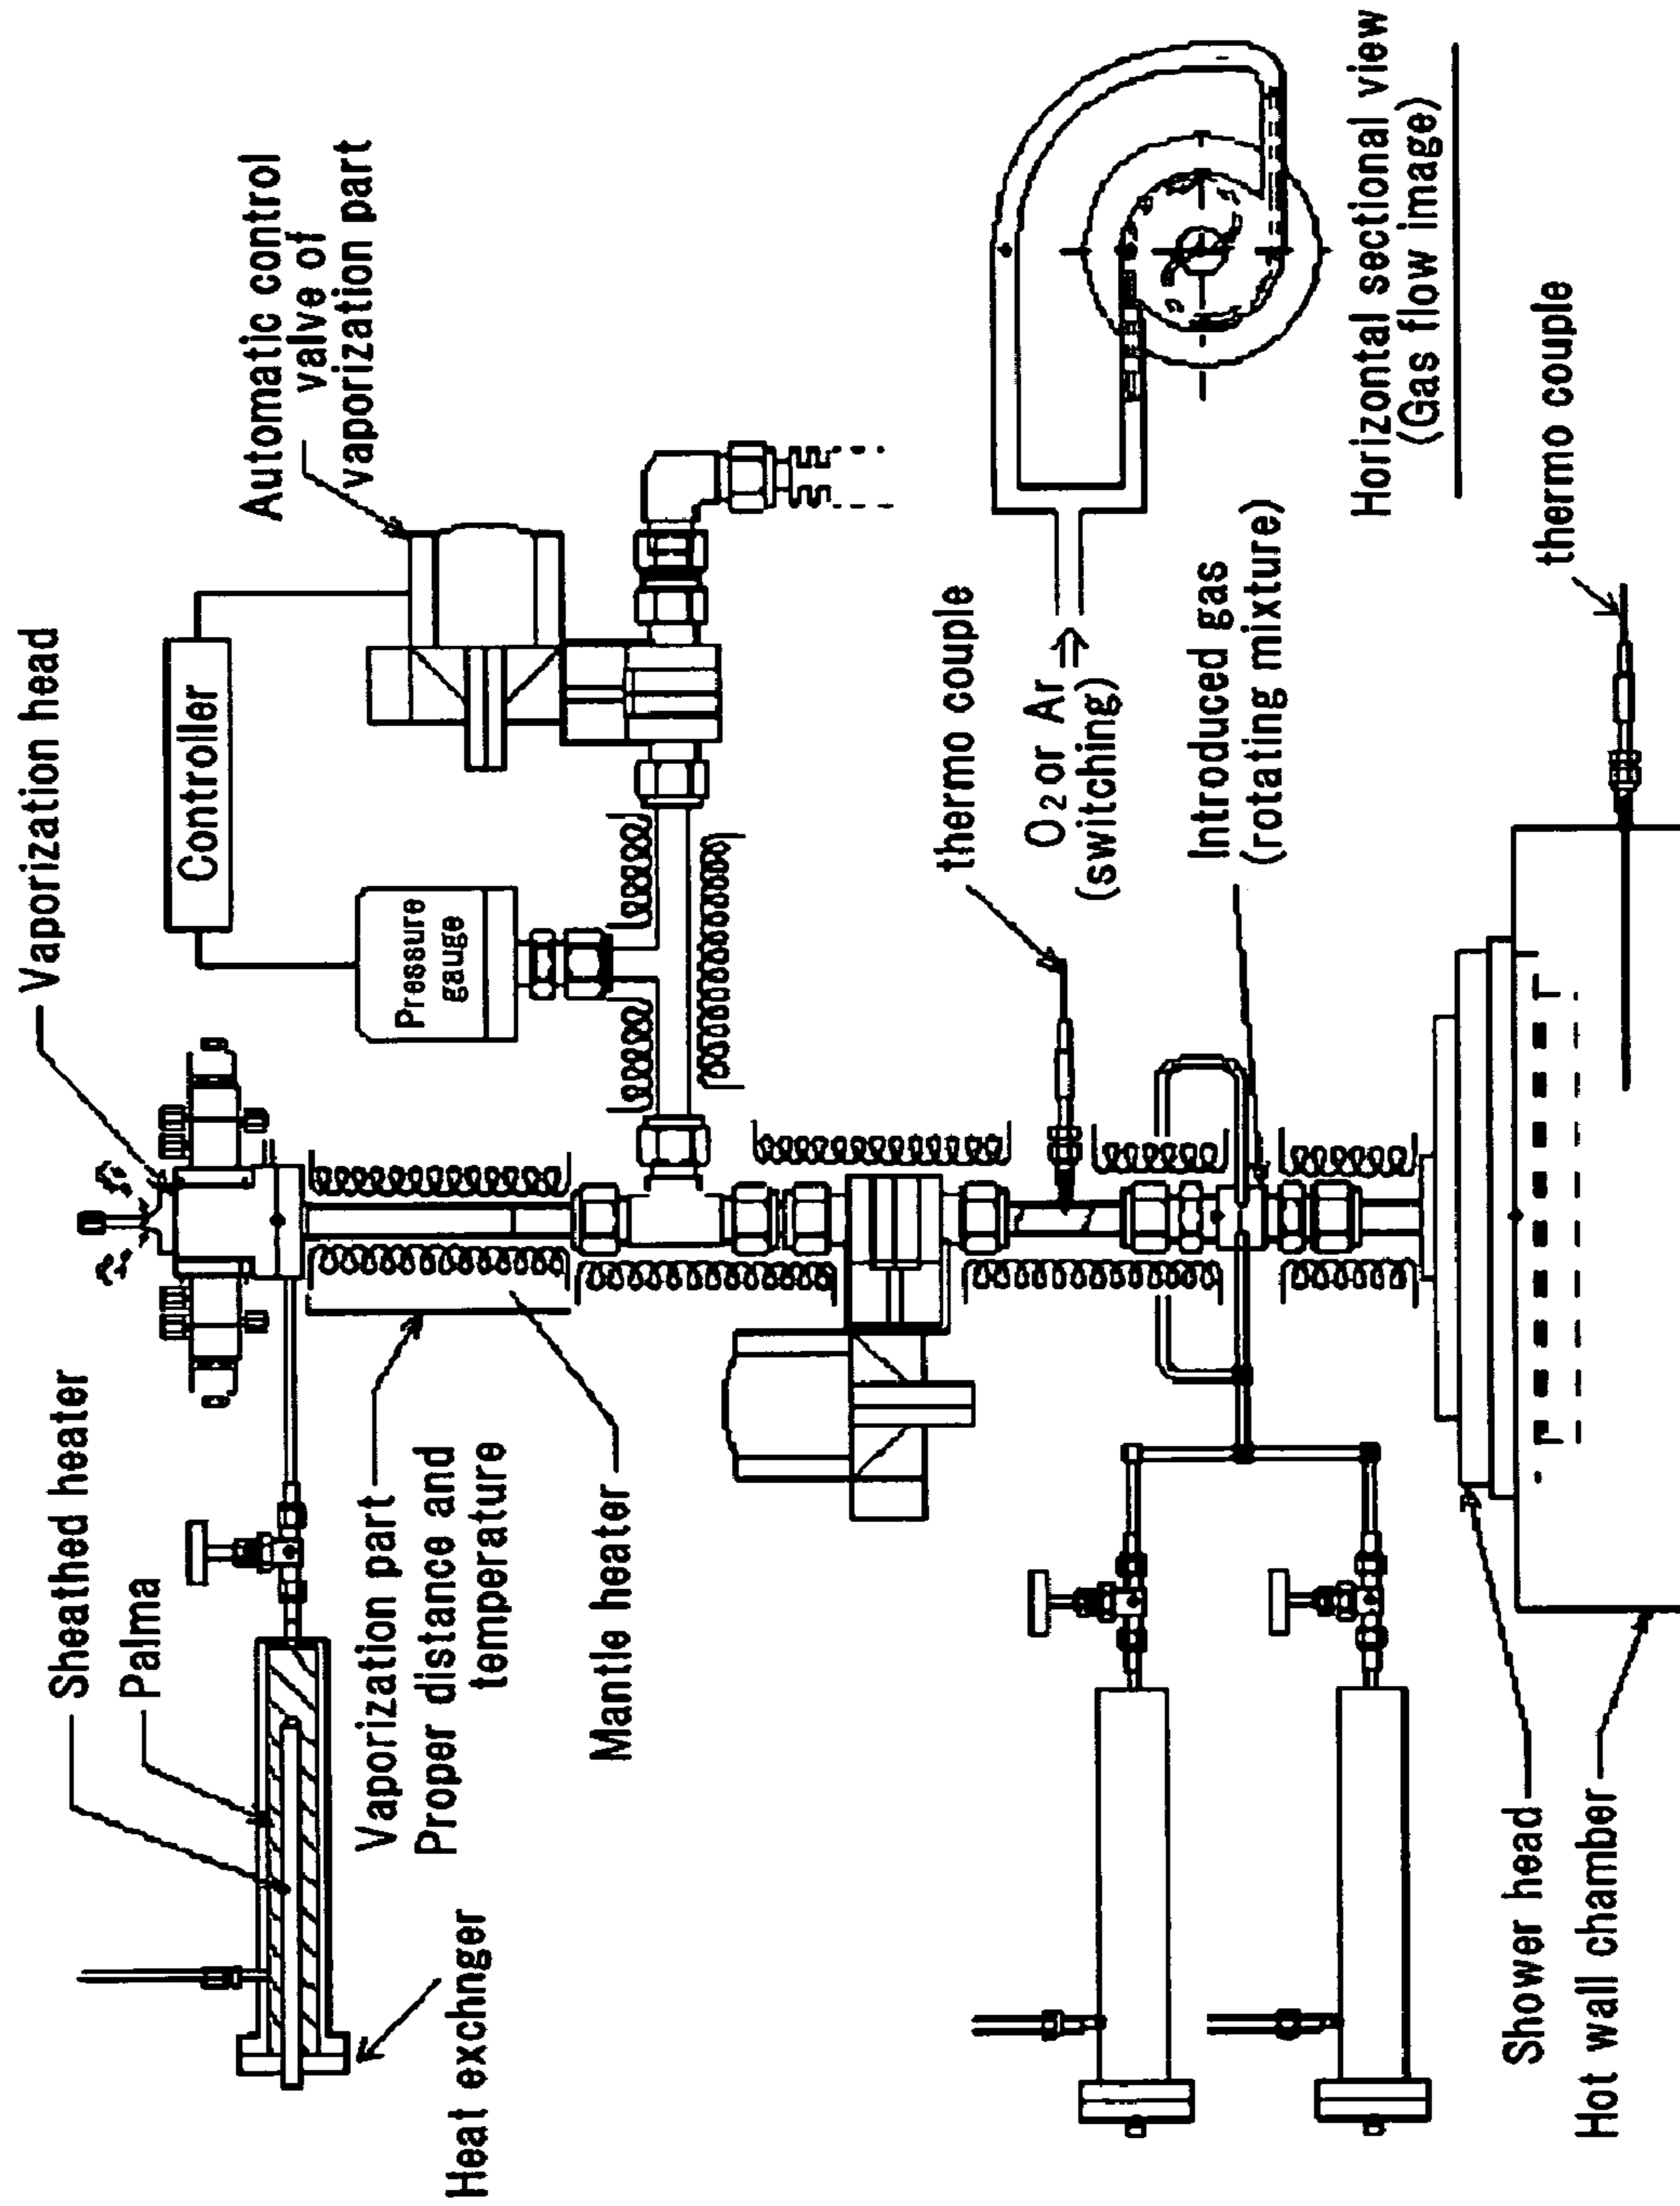 Vaporization head
Controller
Automatic control
valve of
vaporization part
Pressure
gauge
Sheathed heater
Palma
Heat exchnger
Vaporization part
Proper distance and
temperature
Mantle heater
thermo couple
O₂ or Ar
(switching)
Introduced gas
(rotating mixture)
Horizontal sectional view
(Gas flow image)
thermo couple
Shower head
Hot wall chamber